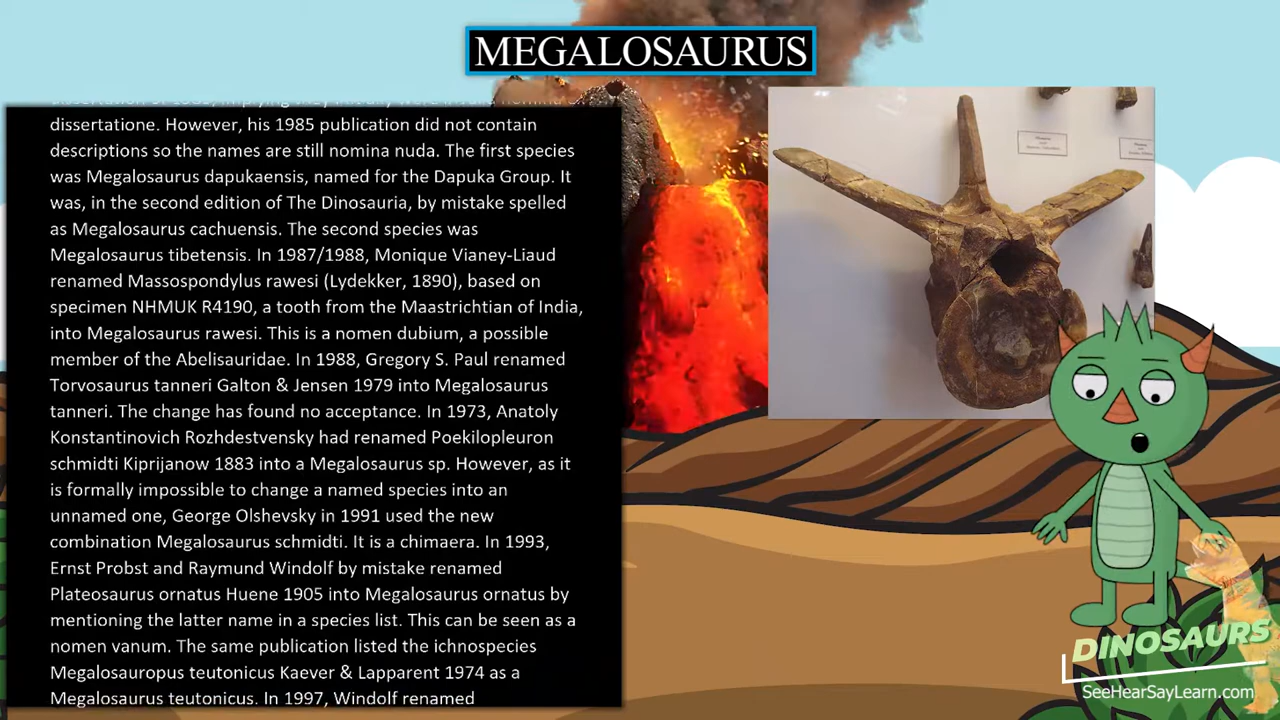 MEGALOSAURUS
dissertatione. However, his 1985 publication did not contain
descriptions so the names are still nomina nuda. The first species
was Megalosaurus dapukaensis, named for the Dapuka Group. It
was, in the second edition of The Dinosauria, by mistake spelled
as Megalosaurus cachuensis. The second species was
Megalosaurus tibetensis. In 1987/1988, Monique Vianey-Liaud
renamed Massospondylus rawesi (Lydekker, 1890), based on
specimen NHMUK R4190, a tooth from the Maastrichtian of India,
into Megalosaurus rawesi. This is a nomen dubium, a possible
member of the Abelisauridae. In 1988, Gregory S. Paul renamed
Torvosaurus tanneri Galton & Jensen 1979 into Megalosaurus
tanneri. The change has found no acceptance. In 1973, Anatoly
Konstantinovich Rozhdestvensky had renamed Poekilopleuron
schmidti Kiprijanow 1883 into a Megalosaurus sp. However, as it
is formally impossible to change a named species into an
unnamed one, George Olshevsky in 1991 used the new
combination Megalosaurus schmidti. It is a chimaera. In 1993,
Ernst Probst and Raymund Windolf by mistake renamed
Plateosaurus ornatus Huene 1905 into Megalosaurus ornatus by
mentioning the latter name in a species list. This can be seen as a
nomen vanum. The same publication listed the ichnospecies
Megalosauropus teutonicus Kaever & Lapparent 1974 as a
Megalosaurus teutonicus. In 1997, Windolf renamed
DINOSAURS
SeeHearSayLearn.com